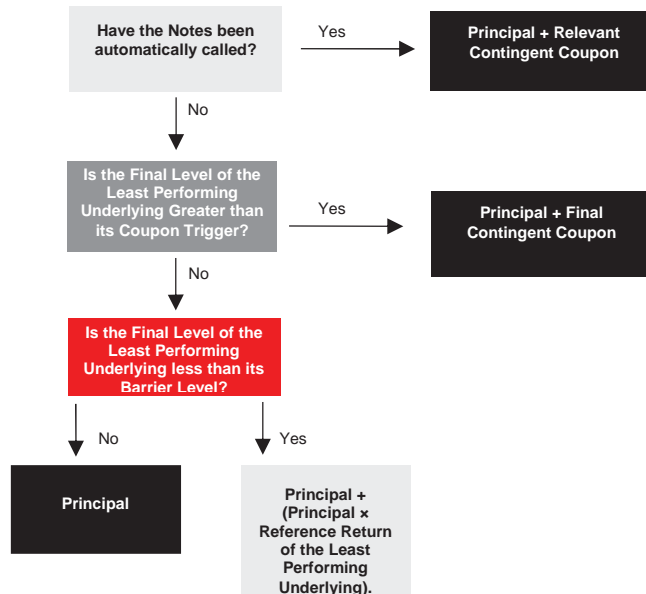 Have the Notes been
automatically called?
Yes
Principal + Relevant
Contingent Coupon
No
Is the Final Level of the
Least Performing
Underlying Greater than
its Coupon Trigger?
Yes
Principal + Final
Contingent Coupon
No
Is the Final Level of the
Least Performing
Underlying less than its
Barrier Level?
No
Yes
Principal
Principal +
(Principal ×
Reference Return
of the Least
Performing
Underlying).